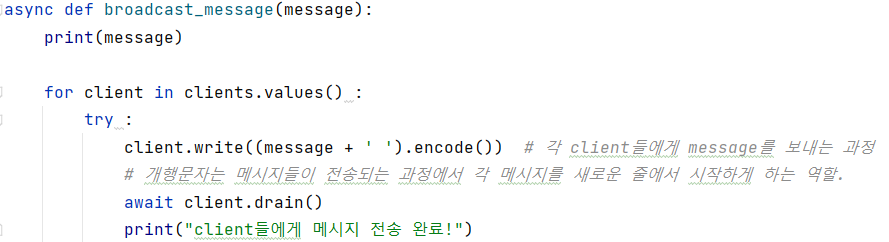 async def broadcast_message(message):
    print(message)

    for client in clients.values() :
        try :
            client.write((message + ' ').encode())  # 각 client들에게 message를 보내는 과정
            # 개행문자는 메시지들이 전송되는 과정에서 각 메시지를 새로운 줄에서 시작하게 하는 역할.
            await client.drain()
            print("client들에게 메시지 전송 완료!")